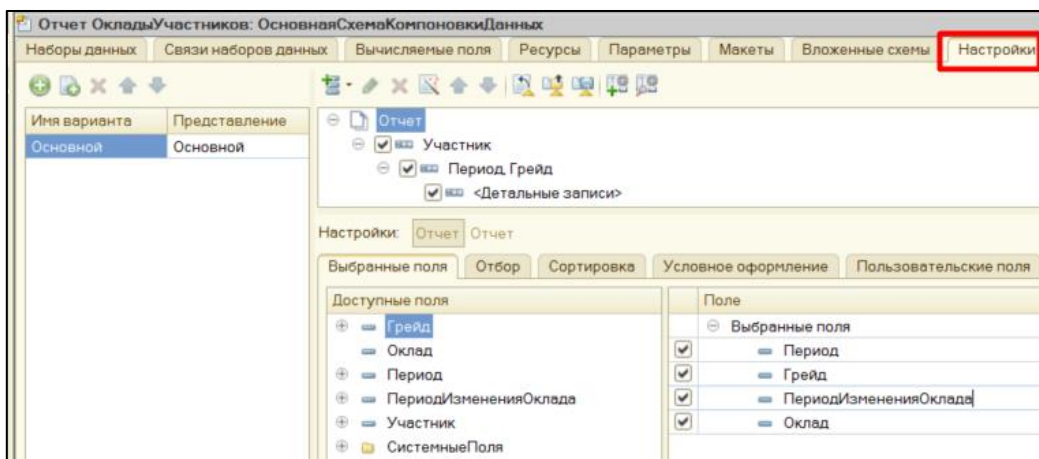 Отчет ОкладыУчастников: ОсновнаяСхемаКомпоновкиДанных
Наборы данных Связи наборов данных Вычисляемые поля Ресурсы Параметры Макеты Вложенные схемы Настройки
Имя варианта Представление
Основной Основной
Отчет
Участник
Период, Грейд
<Детальные записи>
Настройки: Отчет Отчет
Выбранные поля Отбор Сортировка Условное оформление Пользовательские поля
Доступные поля
Грейд
Оклад
Период
ПериодИзмененияОклада
Участник
СистемныеПоля
Поле
Выбранные поля
Период
Грейд
ПериодИзмененияОклада
Оклад